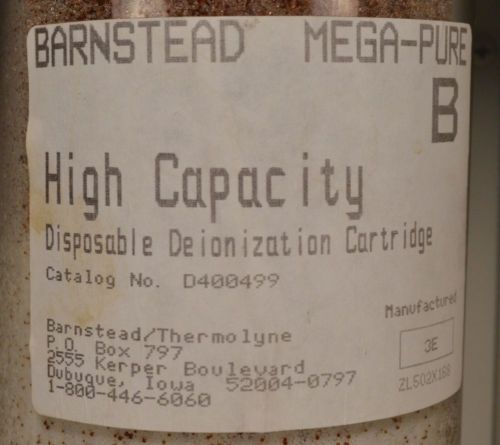 BARNSTEAD MEGA-PURE
B
High Capacity
Disposable Deionization Cartridge
Catalog No. D400499
Manufactured
3E
ZL502X168
Barnstead/Thermolyne
P.O. Box 797
2555 Kerper Boulevard
Dubuque, Iowa 52004-0797
1-800-446-6060